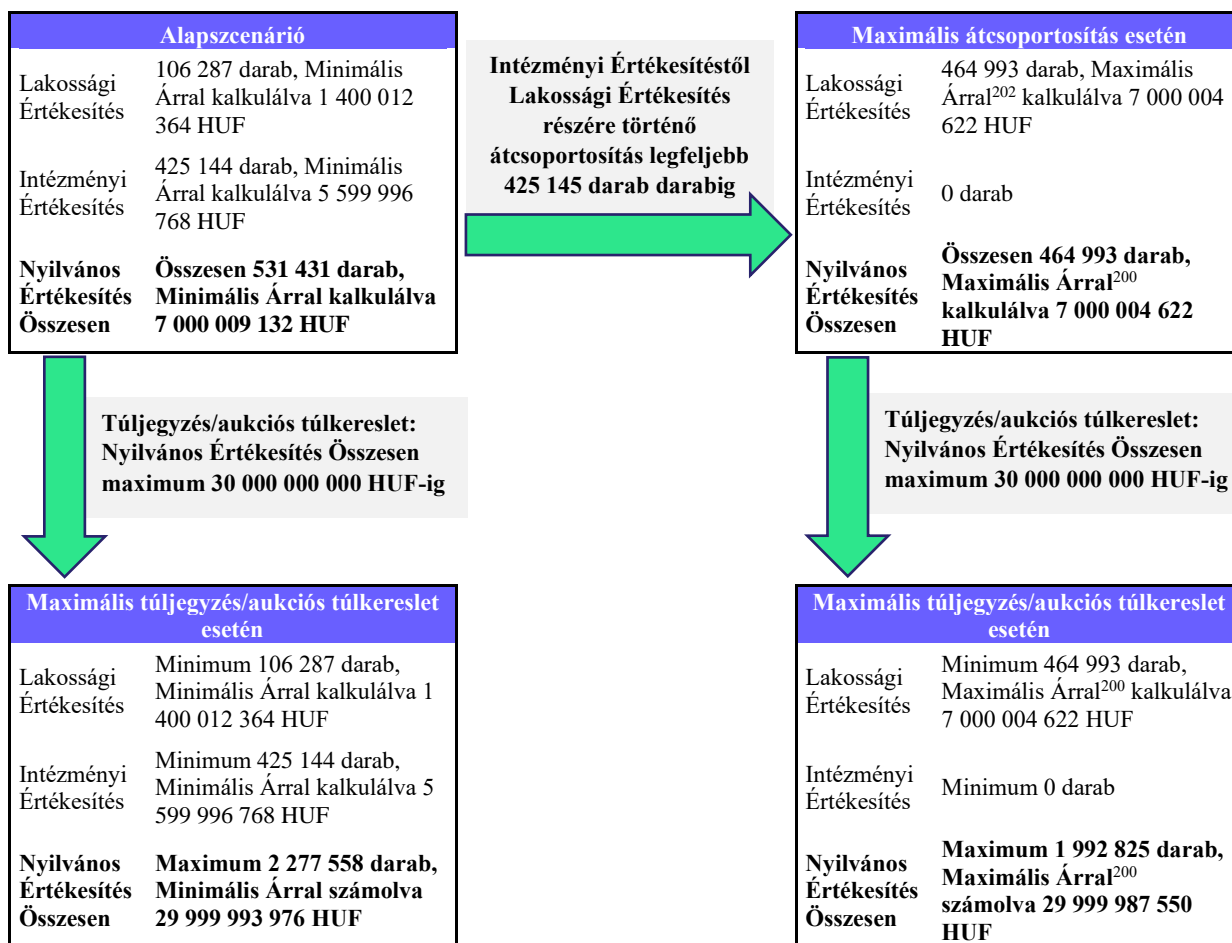 Alapszcenárió
Lakossági
Értékesítés
106 287 darab, Minimális
Árral kalkulálva 1 400 012
364 HUF
Intézményi
Értékesítés
425 144 darab, Minimális
Árral kalkulálva 5 599 996
768 HUF
Nyilvános
Értékesítés
Összesen
Összesen 531 431 darab,
Minimális Árral kalkulálva
7 000 009 132 HUF
Intézményi Értékesítéstől
Lakossági Értékesítés
részére történő
átcsoportosítás legfeljebb
425 145 darab darabig
Maximális átcsoportosítás esetén
Lakossági
Értékesítés
464 993 darab, Maximális
Árral202 kalkulálva 7 000 004
622 HUF
Intézményi
Értékesítés
0 darab
Nyilvános
Értékesítés
Összesen
Összesen 464 993 darab,
Maximális Árral200
kalkulálva 7 000 004 622
HUF
Túljegyzés/aukciós túlkereslet:
Nyilvános Értékesítés Összesen
maximum 30 000 000 000 HUF-ig
Túljegyzés/aukciós túlkereslet:
Nyilvános Értékesítés Összesen
maximum 30 000 000 000 HUF-ig
Maximális túljegyzés/aukciós túlkereslet
esetén
Lakossági
Értékesítés
Minimum 106 287 darab,
Minimális Árral kalkulálva 1
400 012 364 HUF
Intézményi
Értékesítés
Minimum 425 144 darab,
Minimális Árral kalkulálva 5
599 996 768 HUF
Nyilvános
Értékesítés
Összesen
Maximum 2 277 558 darab,
Minimális Árral számolva
29 999 993 976 HUF
Maximális túljegyzés/aukciós túlkereslet
esetén
Lakossági
Értékesítés
Minimum 464 993 darab,
Maximális Árral200 kalkulálva
7 000 004 622 HUF
Intézményi
Értékesítés
Minimum 0 darab
Nyilvános
Értékesítés
Összesen
Maximum 1 992 825 darab,
Maximális Árral200
számolva 29 999 987 550
HUF